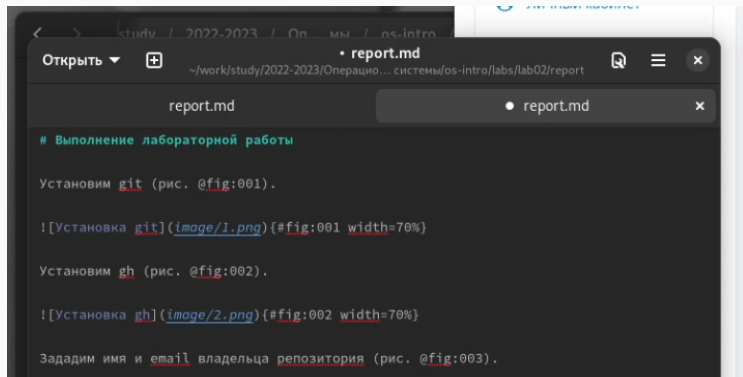 Личный кабинет
study / 2022-2023 / Оп мы / os-intro /
Открыть
• report.md
~/work/study/2022-2023/Операцио… системы/os-intro/labs/lab02/report
report.md
● report.md
# Выполнение лабораторной работы
Установим git (рис. @fig:001).
![Установка git](image/1.png){#fig:001 width=70%}
Установим gh (рис. @fig:002).
![Установка gh](image/2.png){#fig:002 width=70%}
Зададим имя и email владельца репозитория (рис. @fig:003).